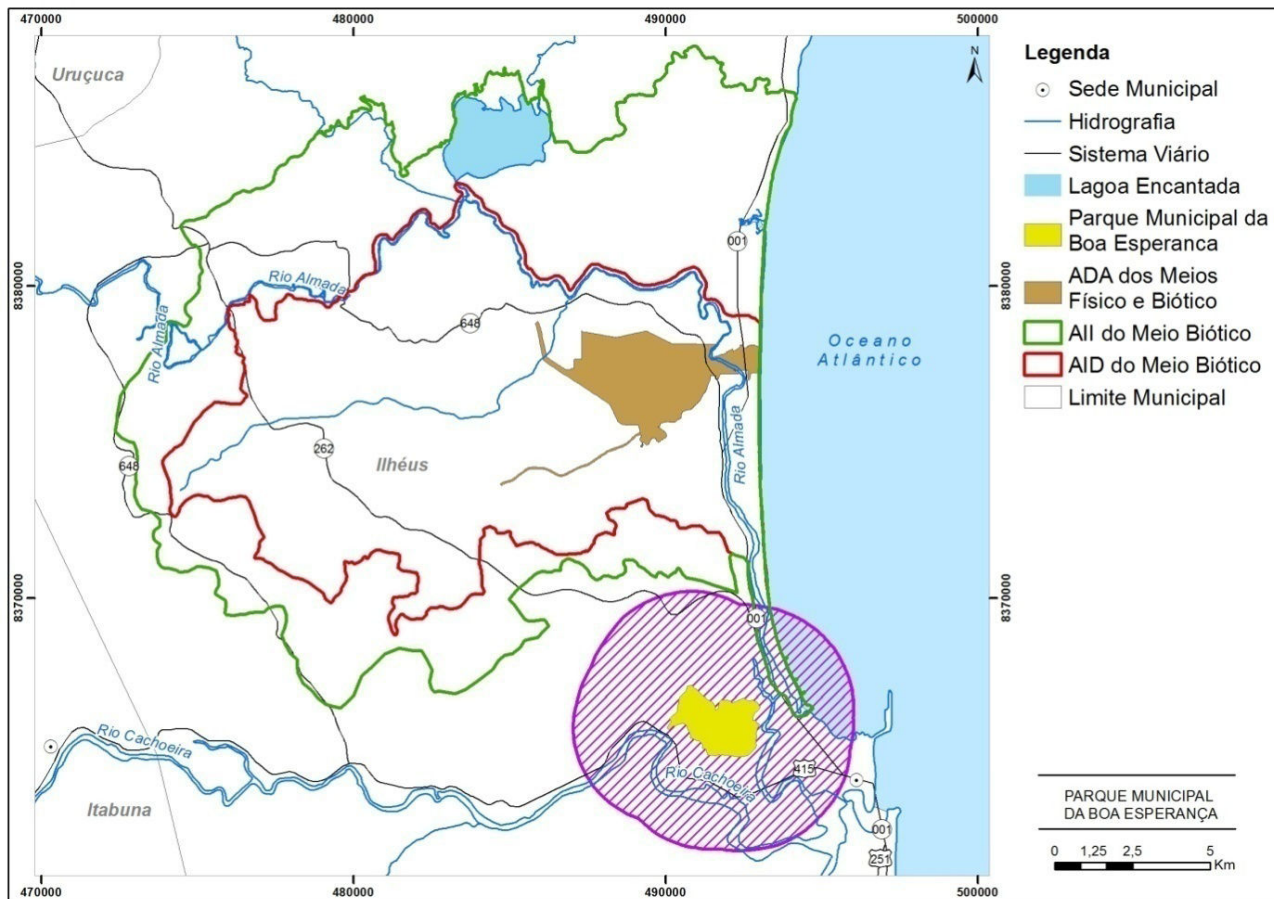 470000
480000
490000
500000
Uruçuca
N
Legenda
Sede Municipal
Hidrografia
Sistema Viário
Lagoa Encantada
Parque Municipal da
Boa Esperanca
ADA dos Meios
Físico e Biótico
AII do Meio Biótico
AID do Meio Biótico
Limite Municipal
001
8380000
8380000
Rio Almada
Rio Almada
648
Oceano
Atlântico
Rio Almada
262
648
Ilhéus
8370000
8370000
001
Rio Cachoeira
415
Rio Cachoeira
Itabuna
001
251
PARQUE MUNICIPAL
DA BOA ESPERANÇA
0 1,25 2,5 5
Km
470000
480000
490000
500000